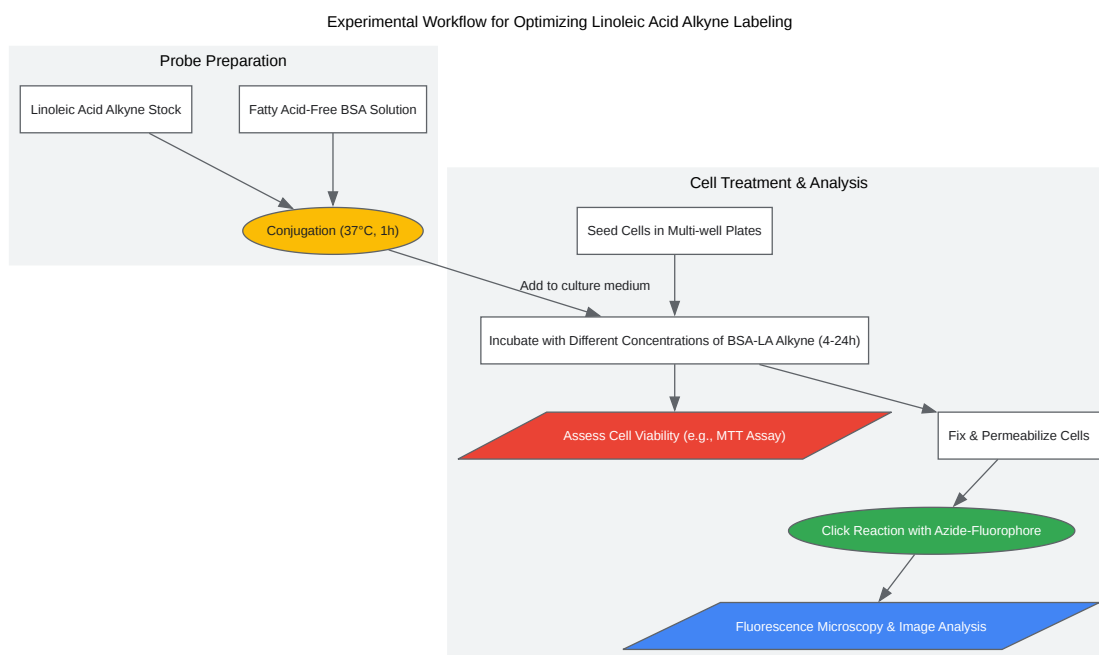 Experimental Workflow for Optimizing Linoleic Acid Alkyne Labeling
Probe Preparation
Linoleic Acid Alkyne Stock
Fatty Acid-Free BSA Solution
Conjugation (37°C, 1h)
Cell Treatment & Analysis
Seed Cells in Multi-well Plates
Add to culture medium
Incubate with Different Concentrations of BSA-LA Alkyne (4-24h)
Assess Cell Viability (e.g., MTT Assay)
Fix & Permeabilize Cells
Click Reaction with Azide-Fluorophore
Fluorescence Microscopy & Image Analysis